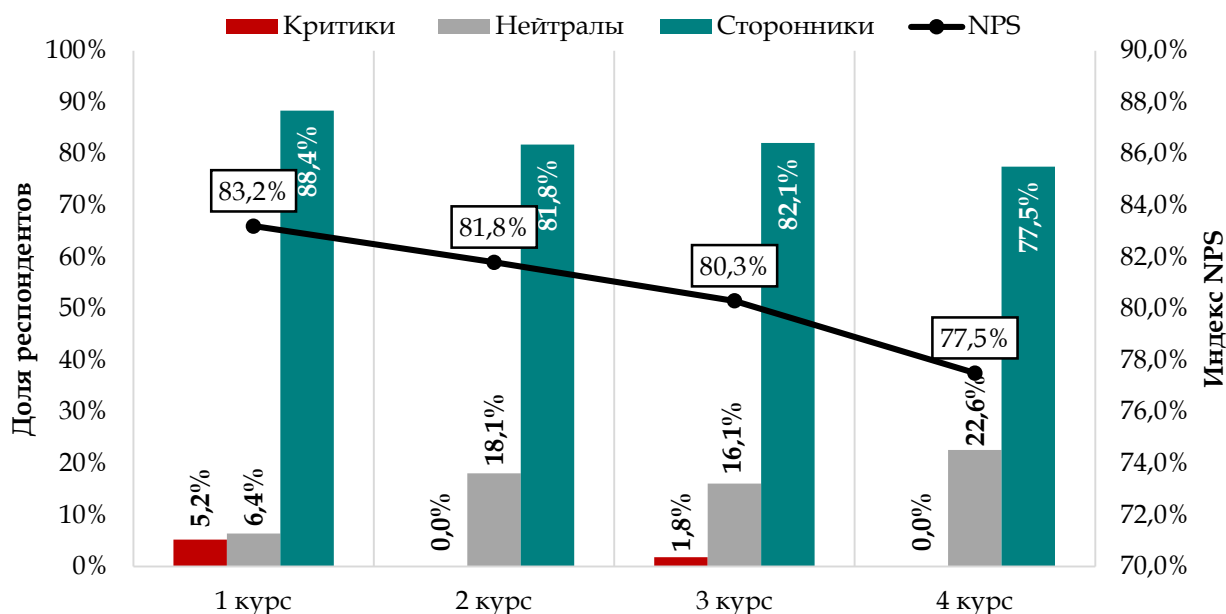 Критики Нейтралы Сторонники NPS
Доля респондентов
100%
90%
80%
70%
60%
50%
40%
30%
20%
10%
0%
5,2% 6,4% 88,4%
0,0% 18,1% 81,8%
1,8% 16,1% 82,1%
0,0% 22,6% 77,5%
83,2% 81,8% 80,3% 77,5%
1 курс 2 курс 3 курс 4 курс
90,0%
88,0%
86,0%
84,0%
82,0%
80,0%
78,0%
76,0%
74,0%
72,0%
70,0%
Индекс NPS